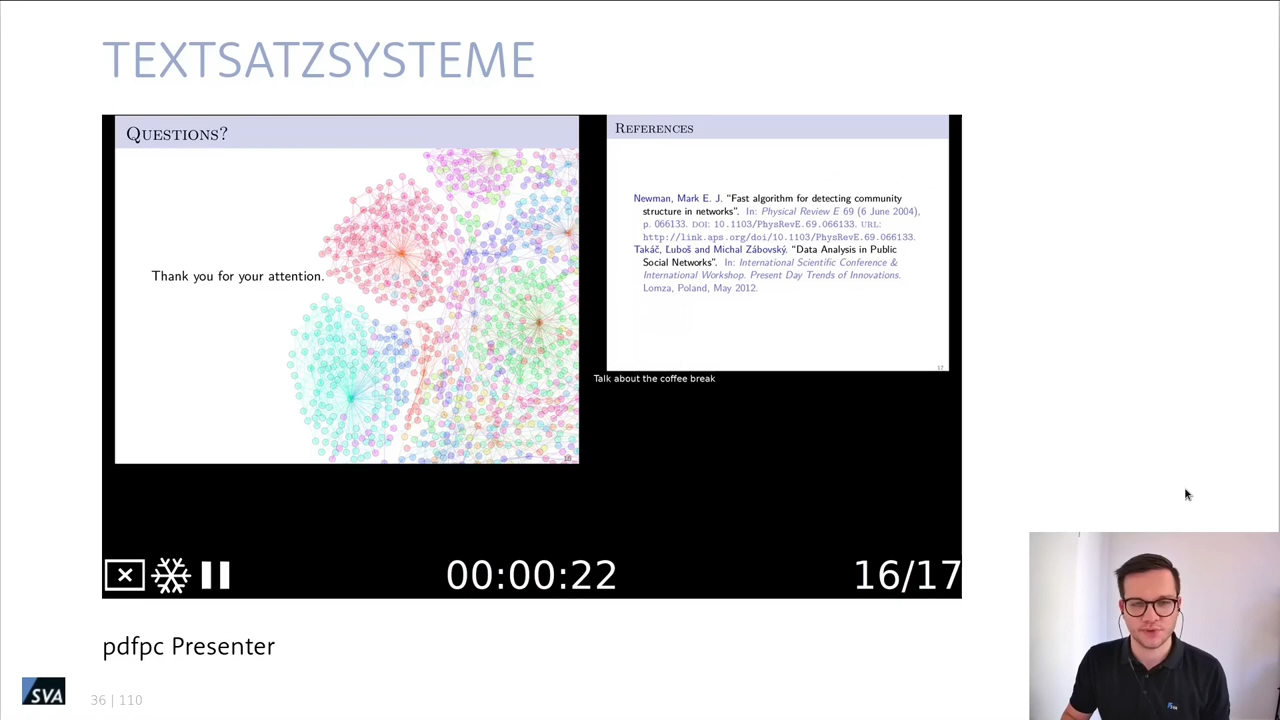 TEXTSATZSYSTEME
QUESTIONS?
Thank you for your attention.
16
REFERENCES
Newman, Mark E. J. “Fast algorithm for detecting community
structure in networks”. In: Physical Review E 69 (6 June 2004),
p. 066133. DOI: 10.1103/PhysRevE.69.066133. URL:
http://link.aps.org/doi/10.1103/PhysRevE.69.066133.
Takáč, Ľuboš and Michal Zábovský. “Data Analysis in Public
Social Networks”. In: International Scientific Conference &
International Workshop. Present Day Trends of Innovations.
Lomza, Poland, May 2012.
17
Talk about the coffee break
00:00:22
16/17
pdfpc Presenter
SVA
36 | 110